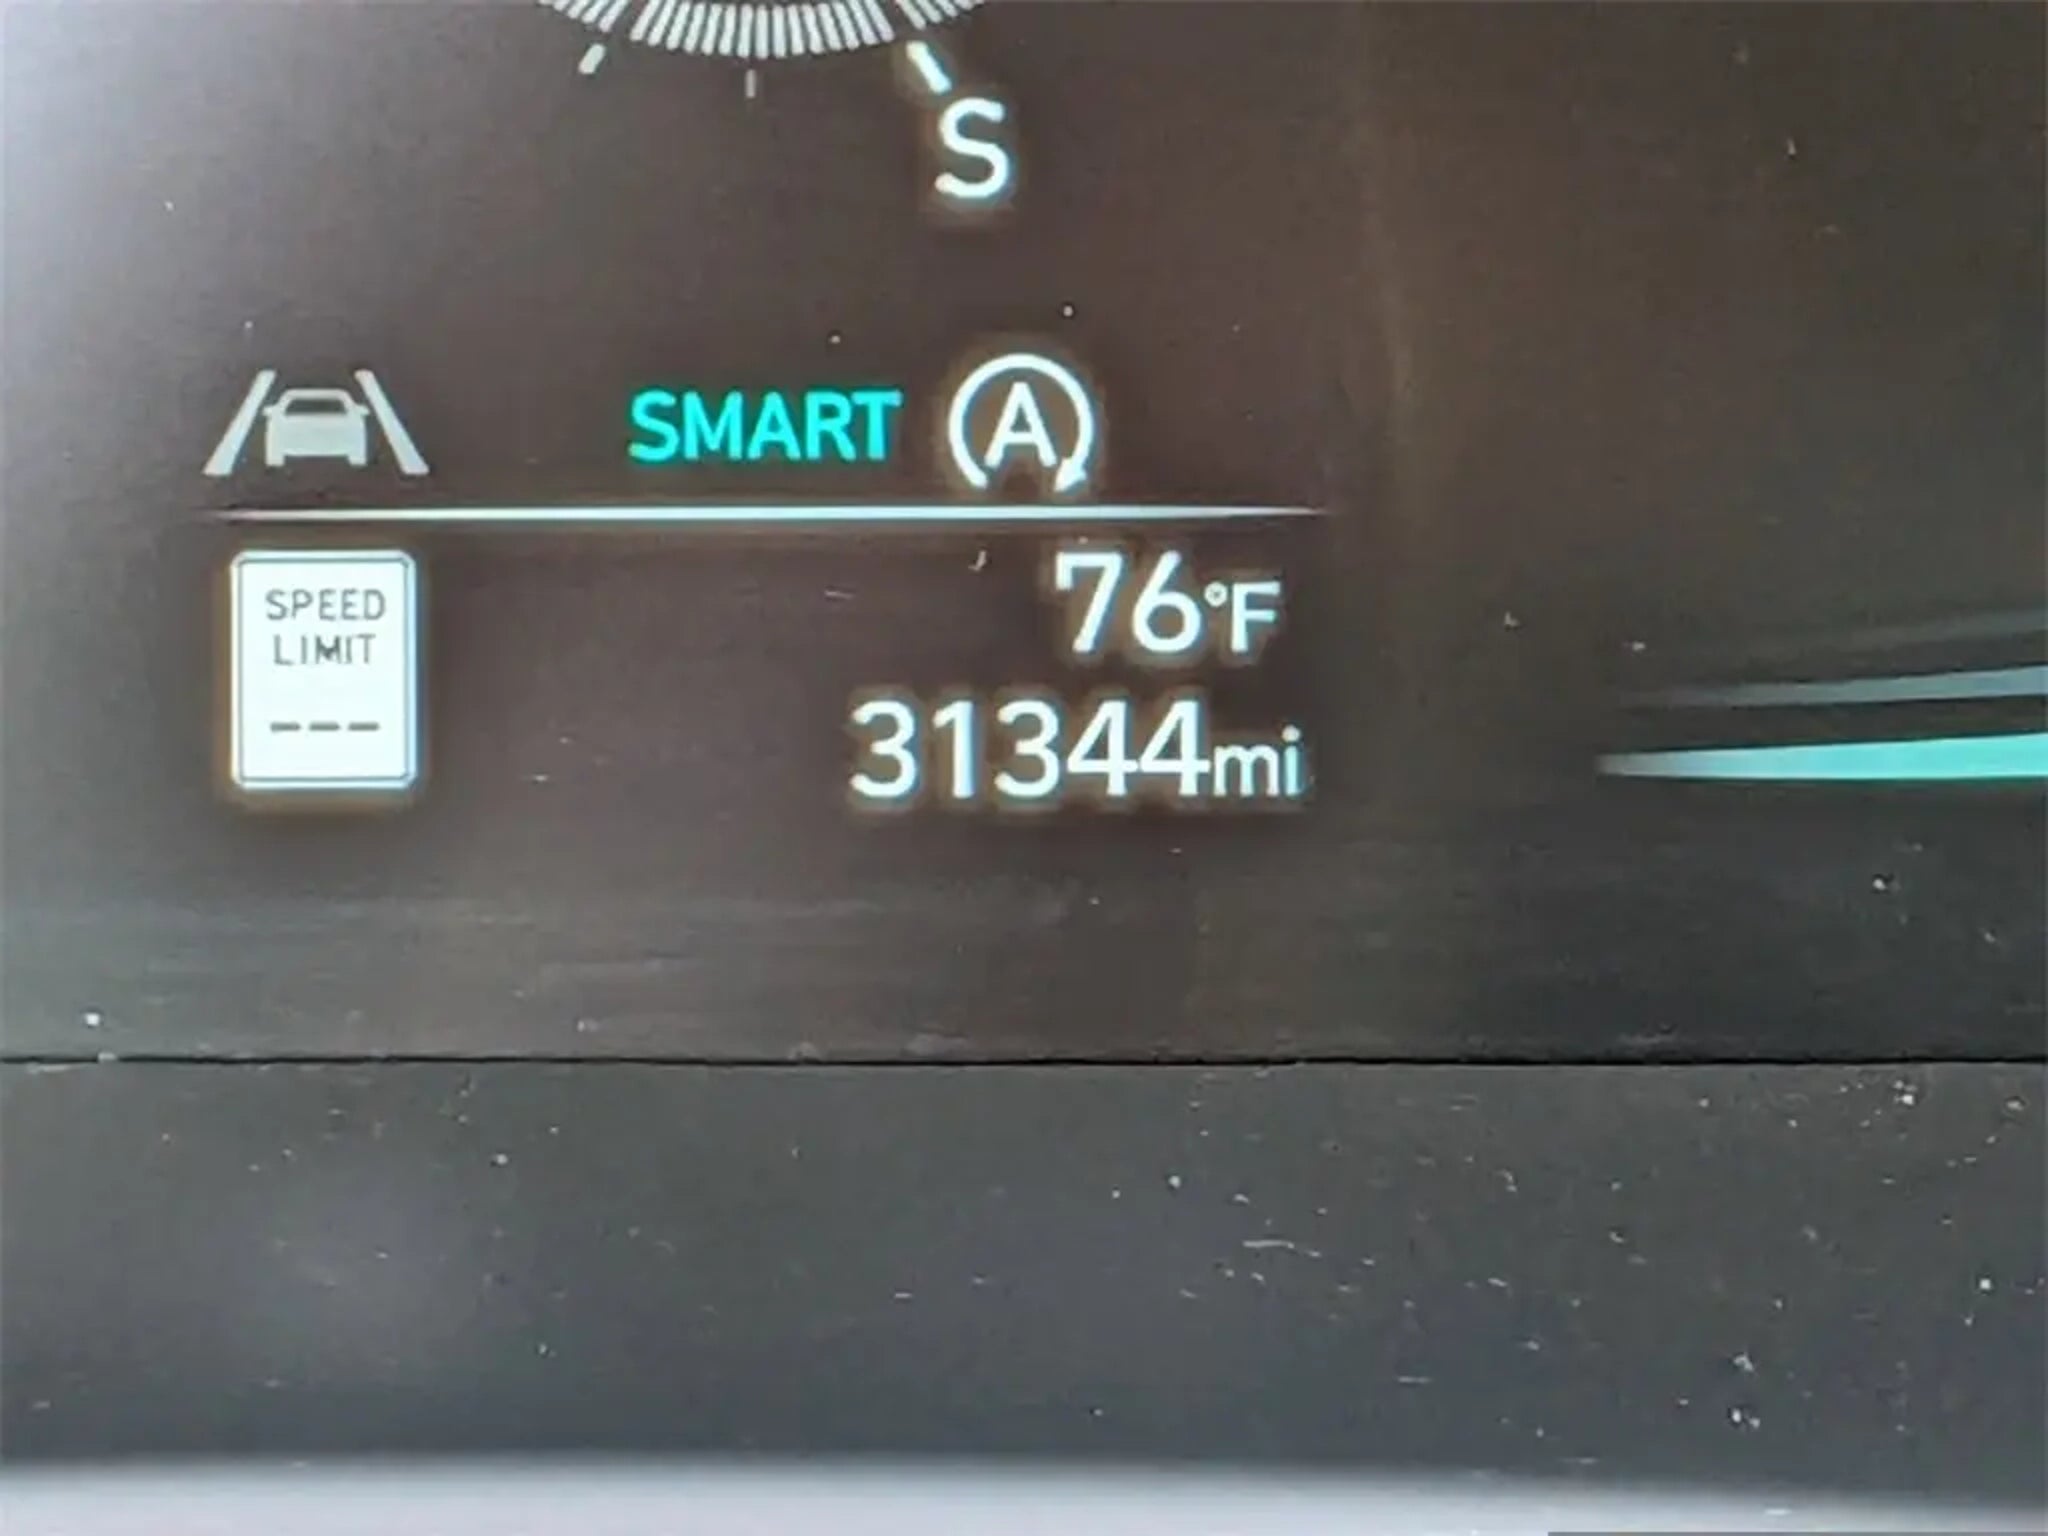 S
SMART A
SPEED
LIMIT
---
76°F
31344mi